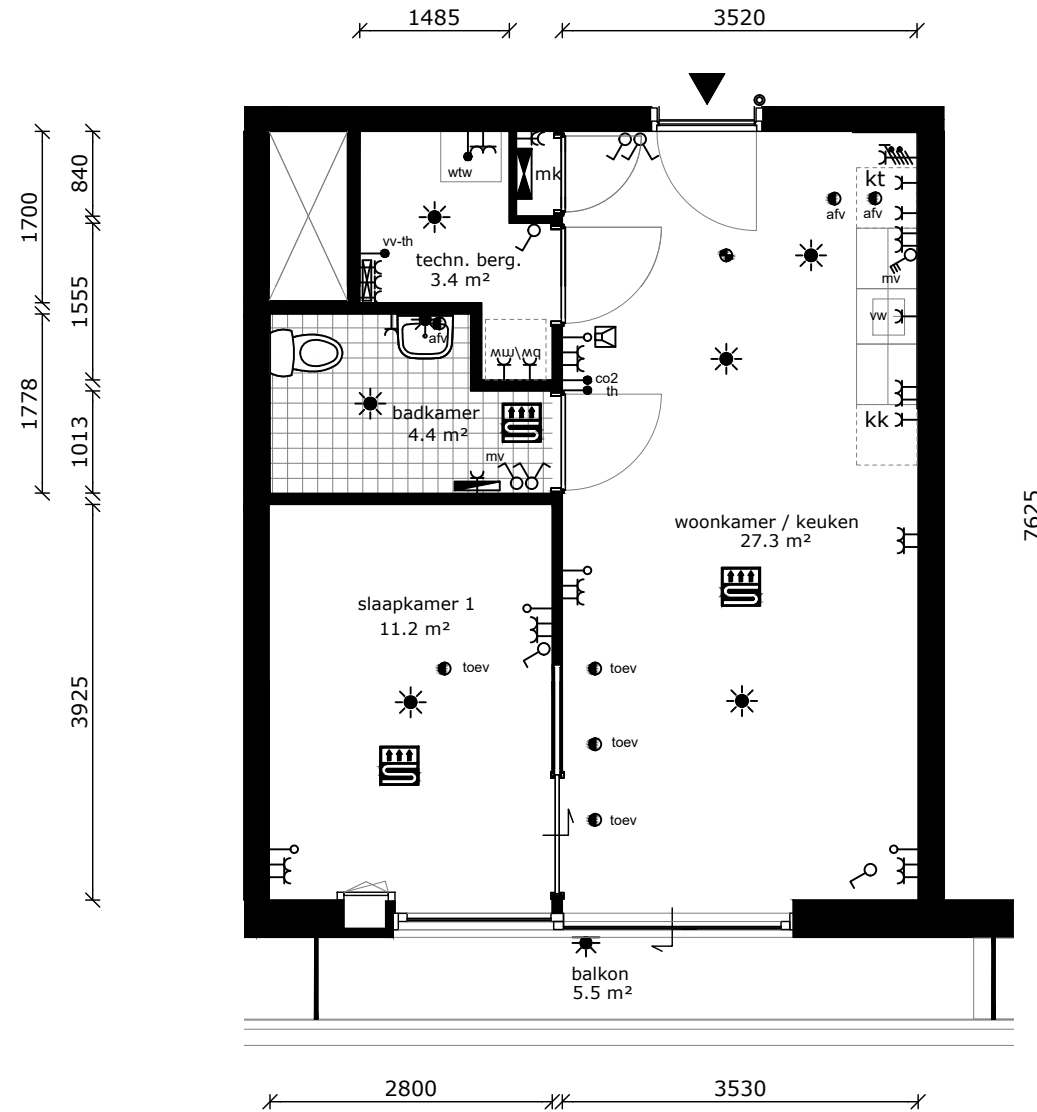 1485
3520
840
1700
1555
1778
1013
3925
7625
wtw
mk
kt
afv
afv
vv-th
techn. berg.
3.4 m²
mv
vw
afv
wm\wd
co2
th
badkamer
4.4 m²
kk
mv
woonkamer / keuken
27.3 m²
slaapkamer 1
11.2 m²
toev
toev
toev
toev
balkon
5.5 m²
2800
3530